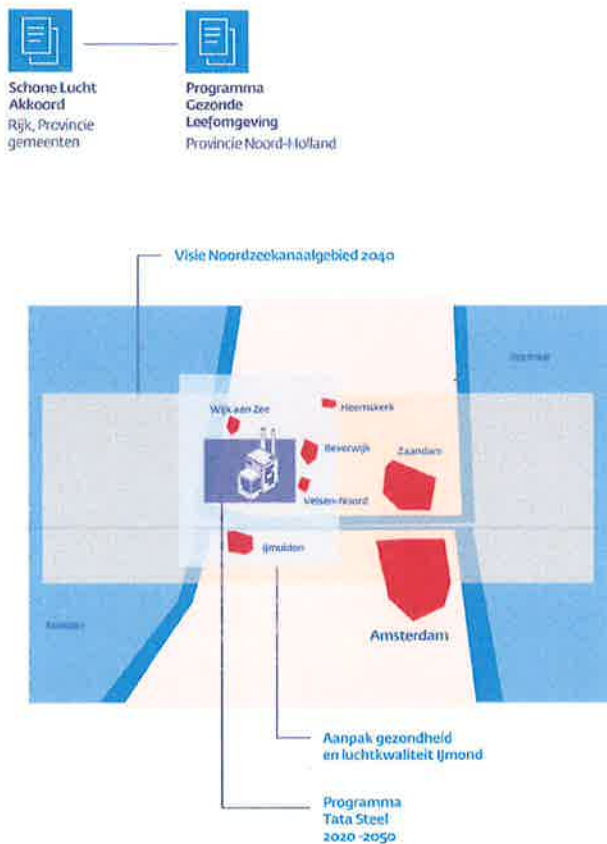 Schone Lucht
Akkoord
Rijk, Provincie
gemeenten
Programma
Gezonde
Leefomgeving
Provincie Noord-Holland
Visie Noordzeekanaalgebied 2040
Wijk aan Zee
Heemskerk
Beverwijk
Zaandam
Velsen-Noord
IJmuiden
Amsterdam
Aanpak gezondheid
en luchtkwaliteit IJmond
Programma
Tata Steel
2020 -2050